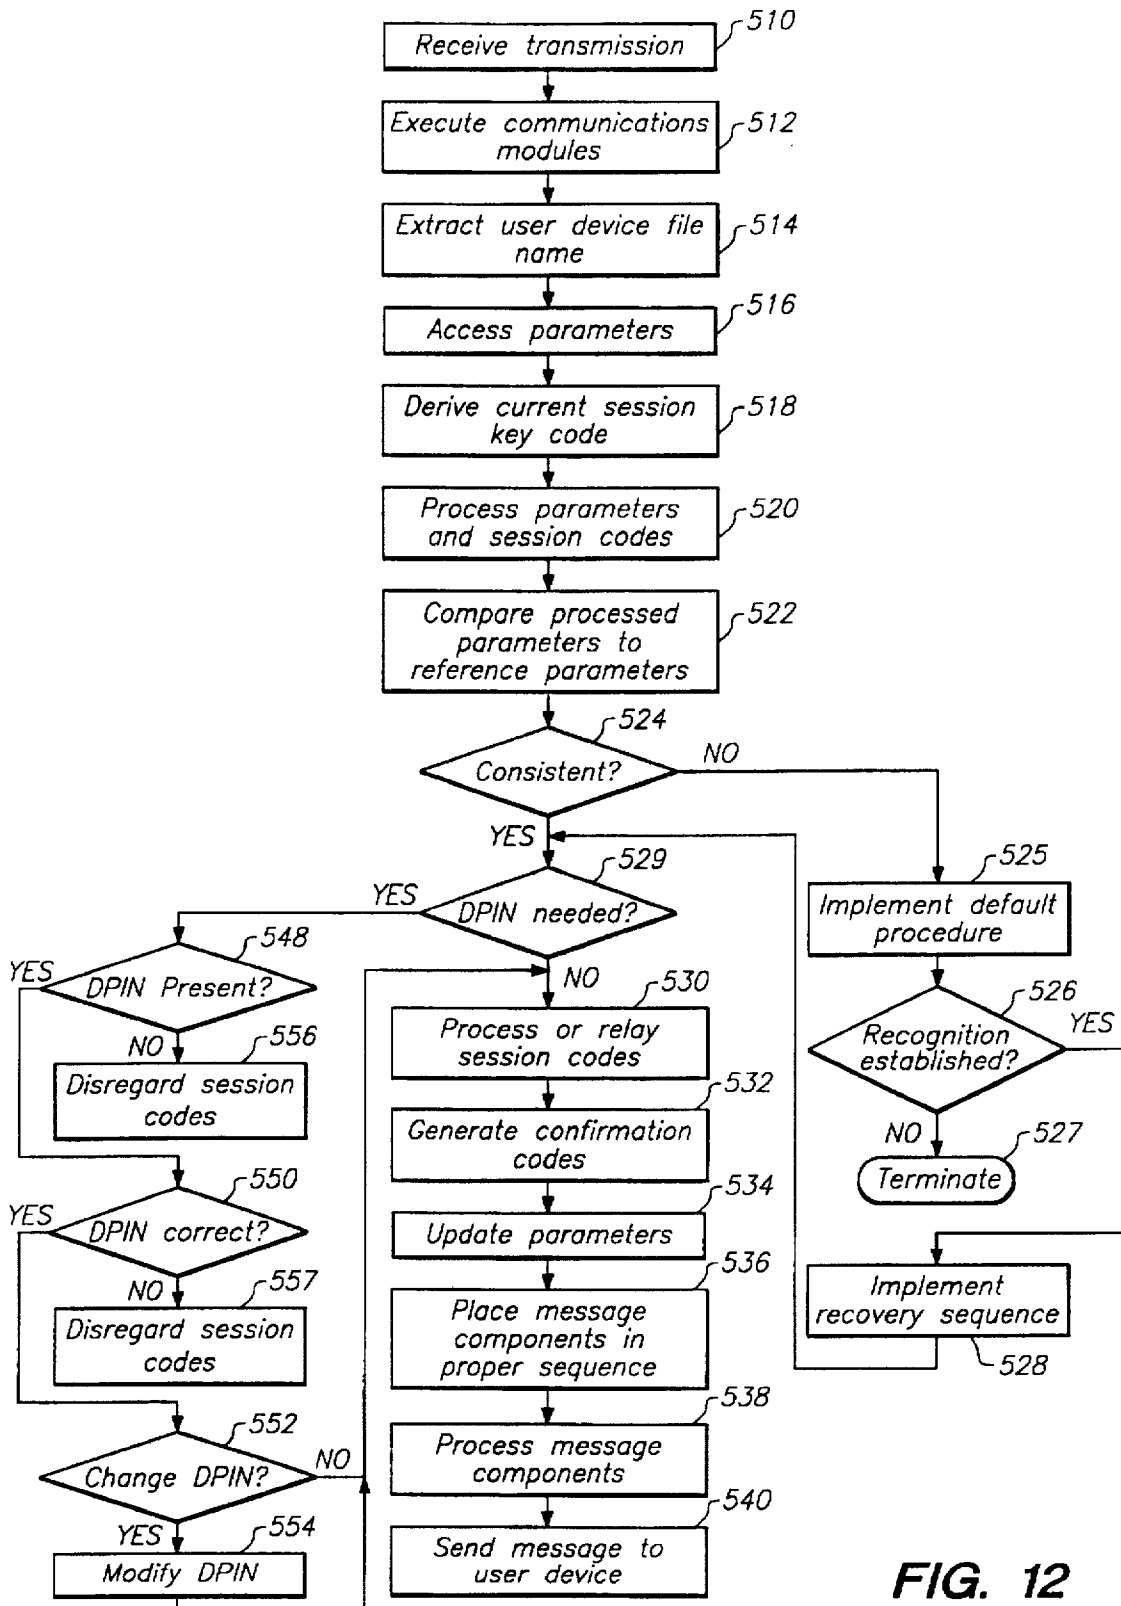 510
Receive transmission
Execute communications
modules
512
Extract user device file
name
514
516
Access parameters
Derive current session
key code
518
Process parameters
and session codes
520
Compare processed
parameters to
reference parameters
522
524
Consistent?
NO
YES
529
DPIN needed?
YES
NO
525
Implement default
procedure
526
Recognition
established?
YES
NO
527
Terminate
Implement
recovery sequence
528
548
YES
DPIN Present?
NO
556
Disregard session
codes
550
YES
DPIN correct?
NO
557
Disregard session
codes
552
Change DPIN?
NO
YES
554
Modify DPIN
530
Process or relay
session codes
532
Generate confirmation
codes
534
Update parameters
536
Place message
components in
proper sequence
538
Process message
components
540
Send message to
user device
FIG. 12